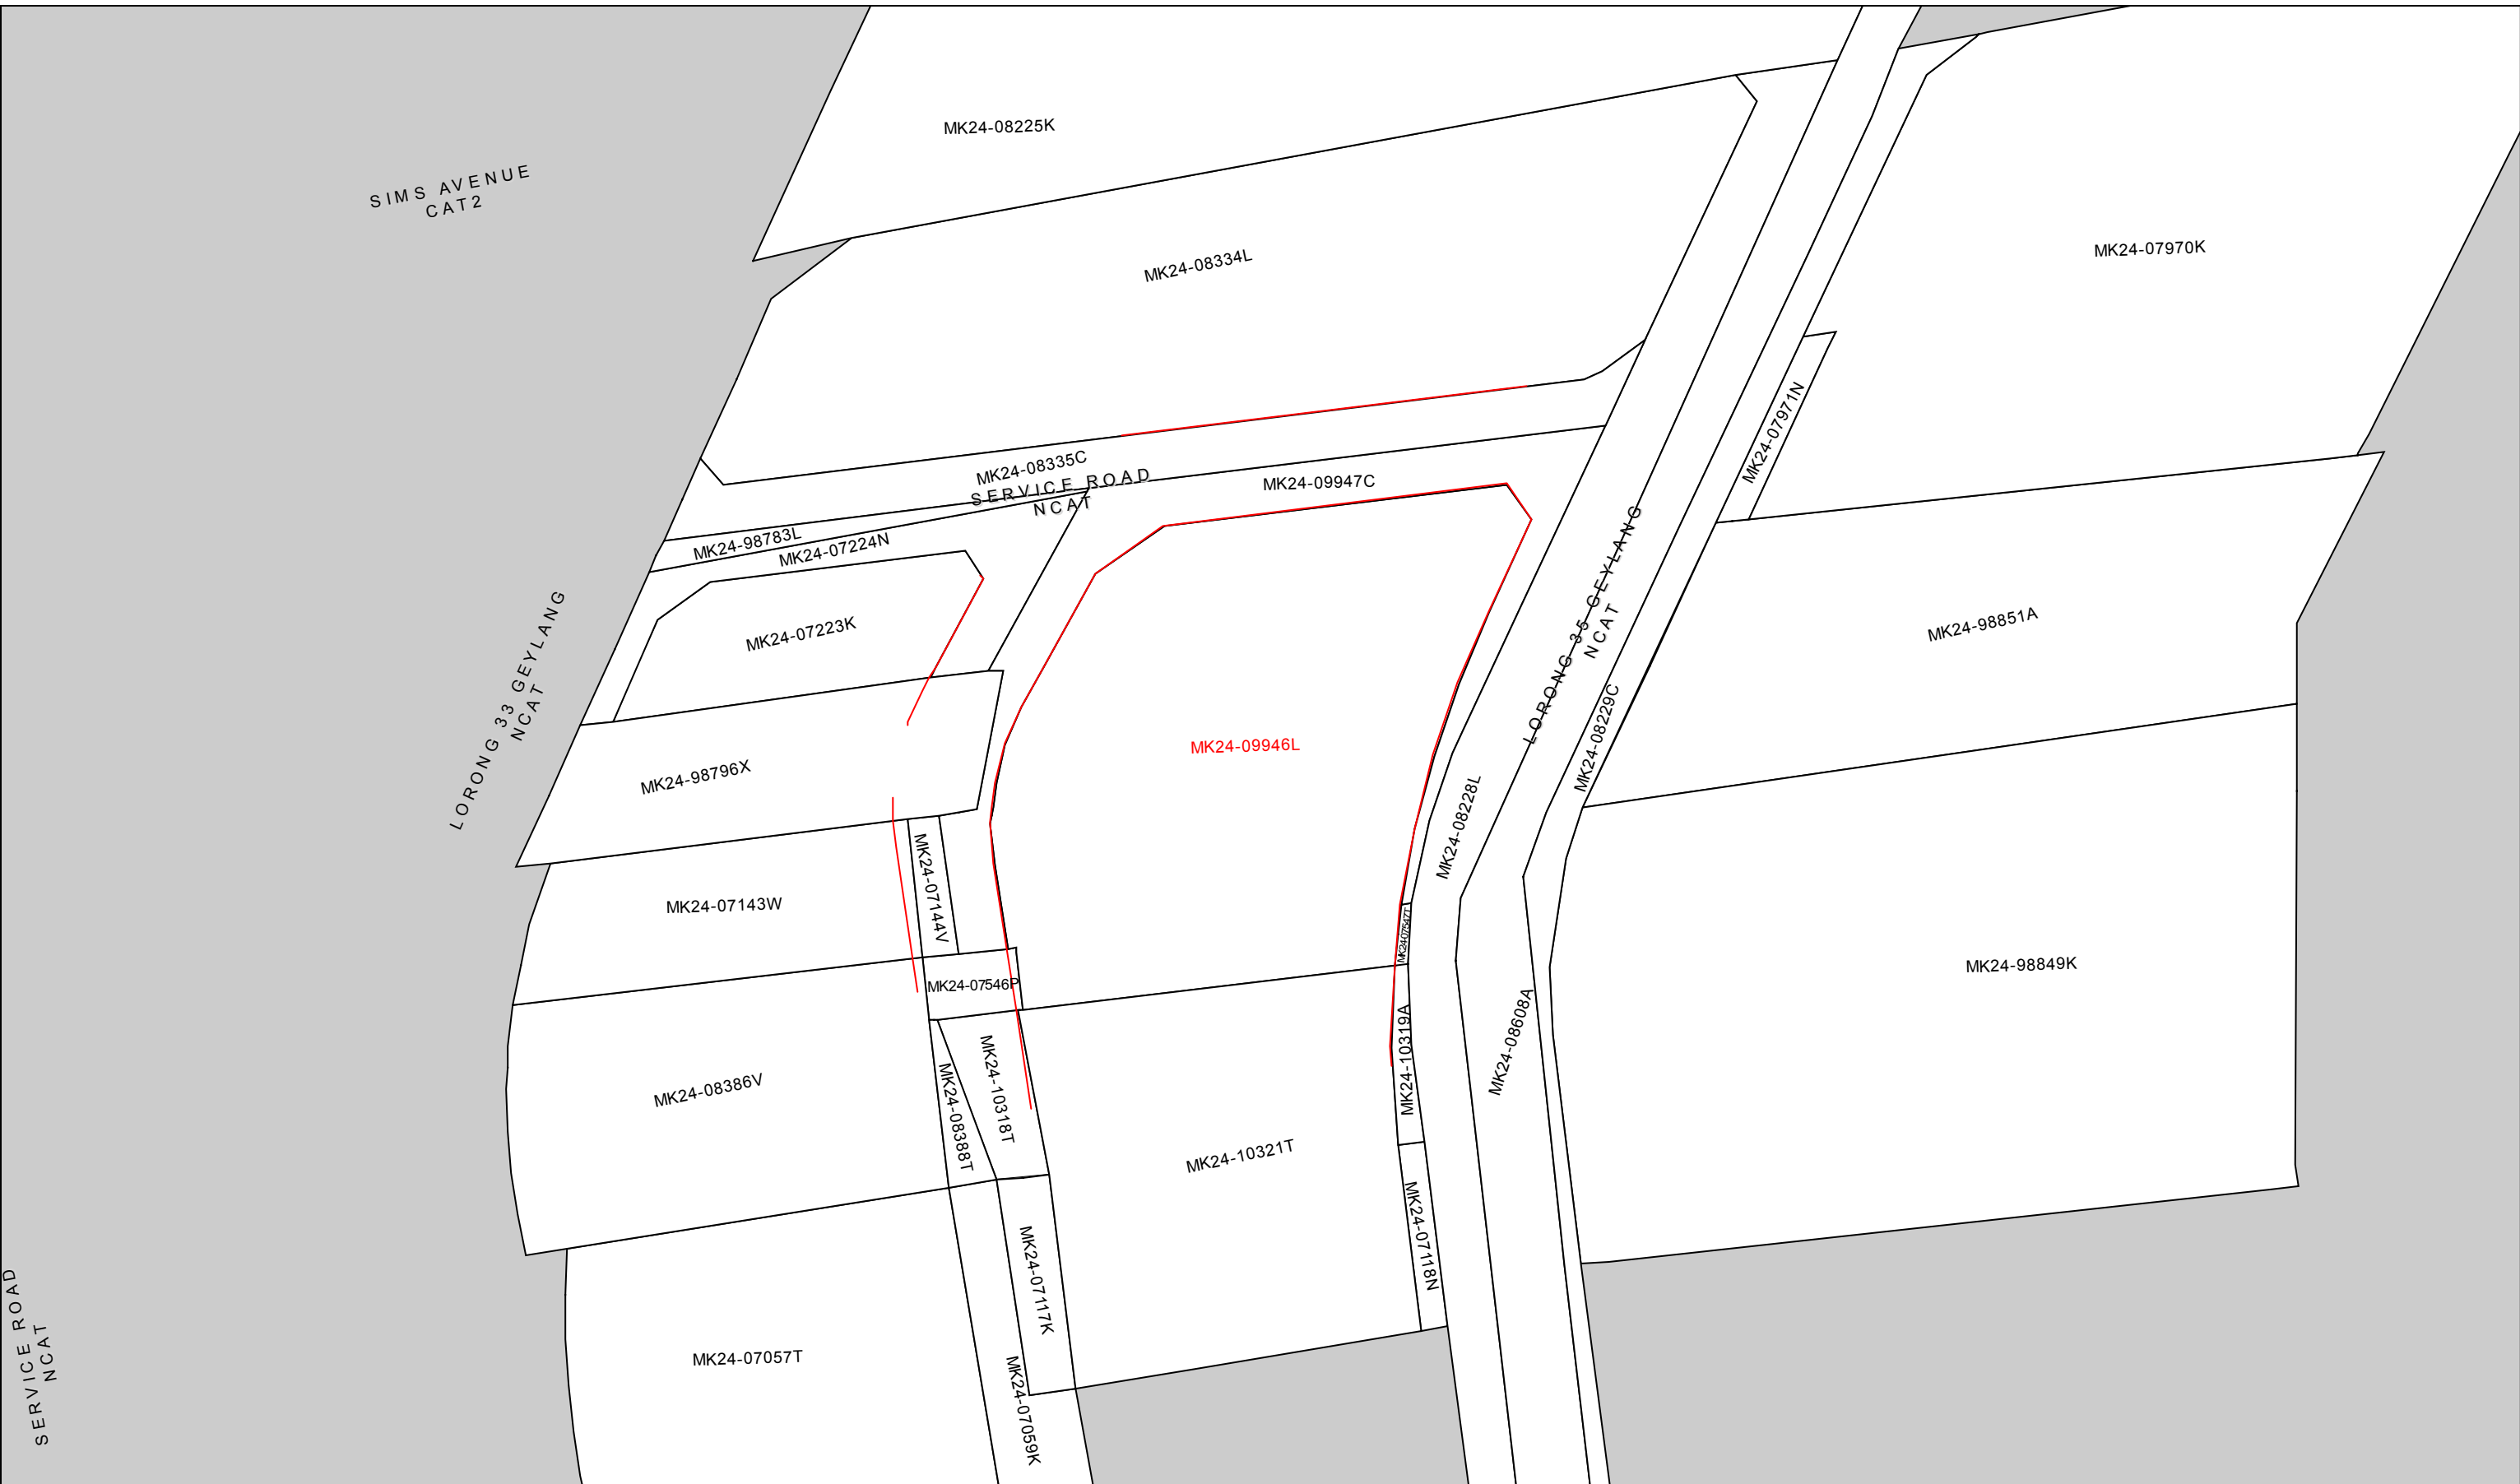 MK24-08225K
SIMS AVENUE
CAT2
MK24-08334L
MK24-07970K
MK24-07971N
MK24-08335C
SERVICE ROAD
NCAT
MK24-09947C
MK24-98783L
MK24-07224N
MK24-07223K
LORONG 33 GEYLANG
NCAT
LORONG 35 GEYLANG
NCAT
MK24-98851A
MK24-08229C
MK24-09946L
MK24-98796X
MK24-08228L
MK24-07143W
MK24-07144V
MK24-07547T
MK24-98849K
MK24-07546P
MK24-08608A
MK24-10319A
MK24-08386V
MK24-08388T
MK24-10318T
MK24-10321T
MK24-07118N
MK24-07117K
MK24-07057T
MK24-07059K
SERVICE ROAD
NCAT